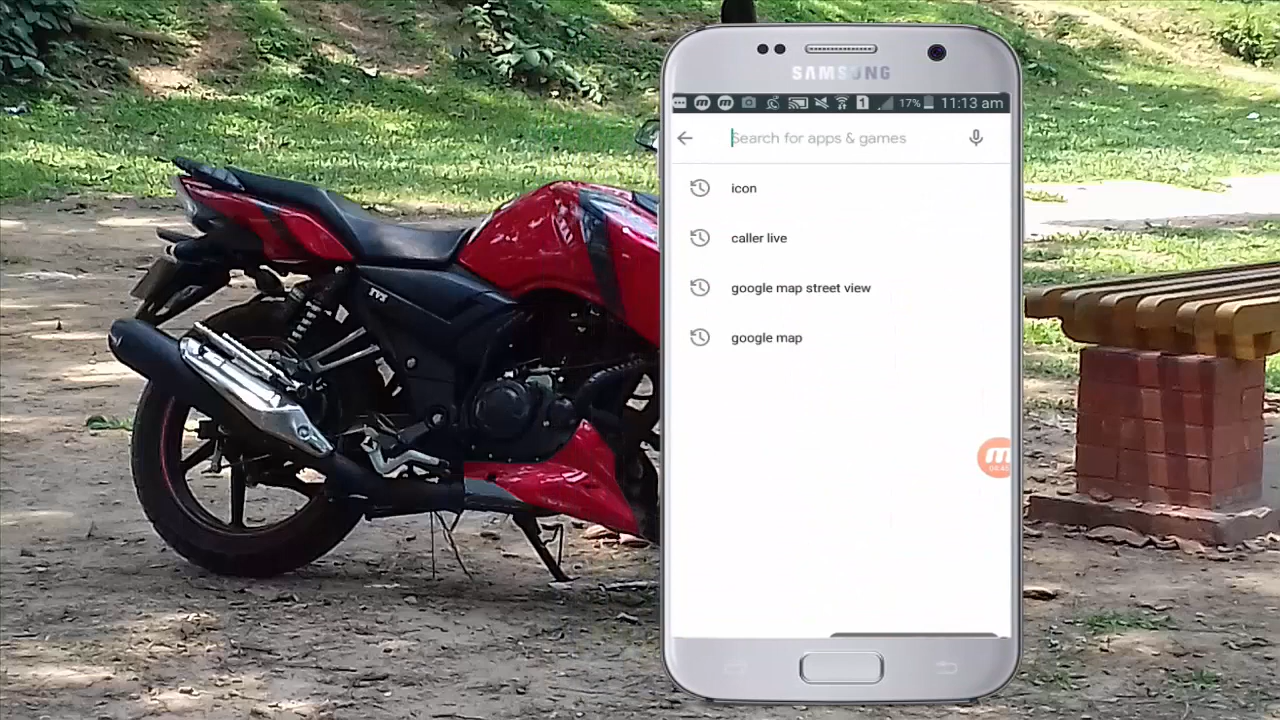 SAMSUNG
1 17% 11:13 am
Search for apps & games
icon
caller live
google map street view
google map
TVS